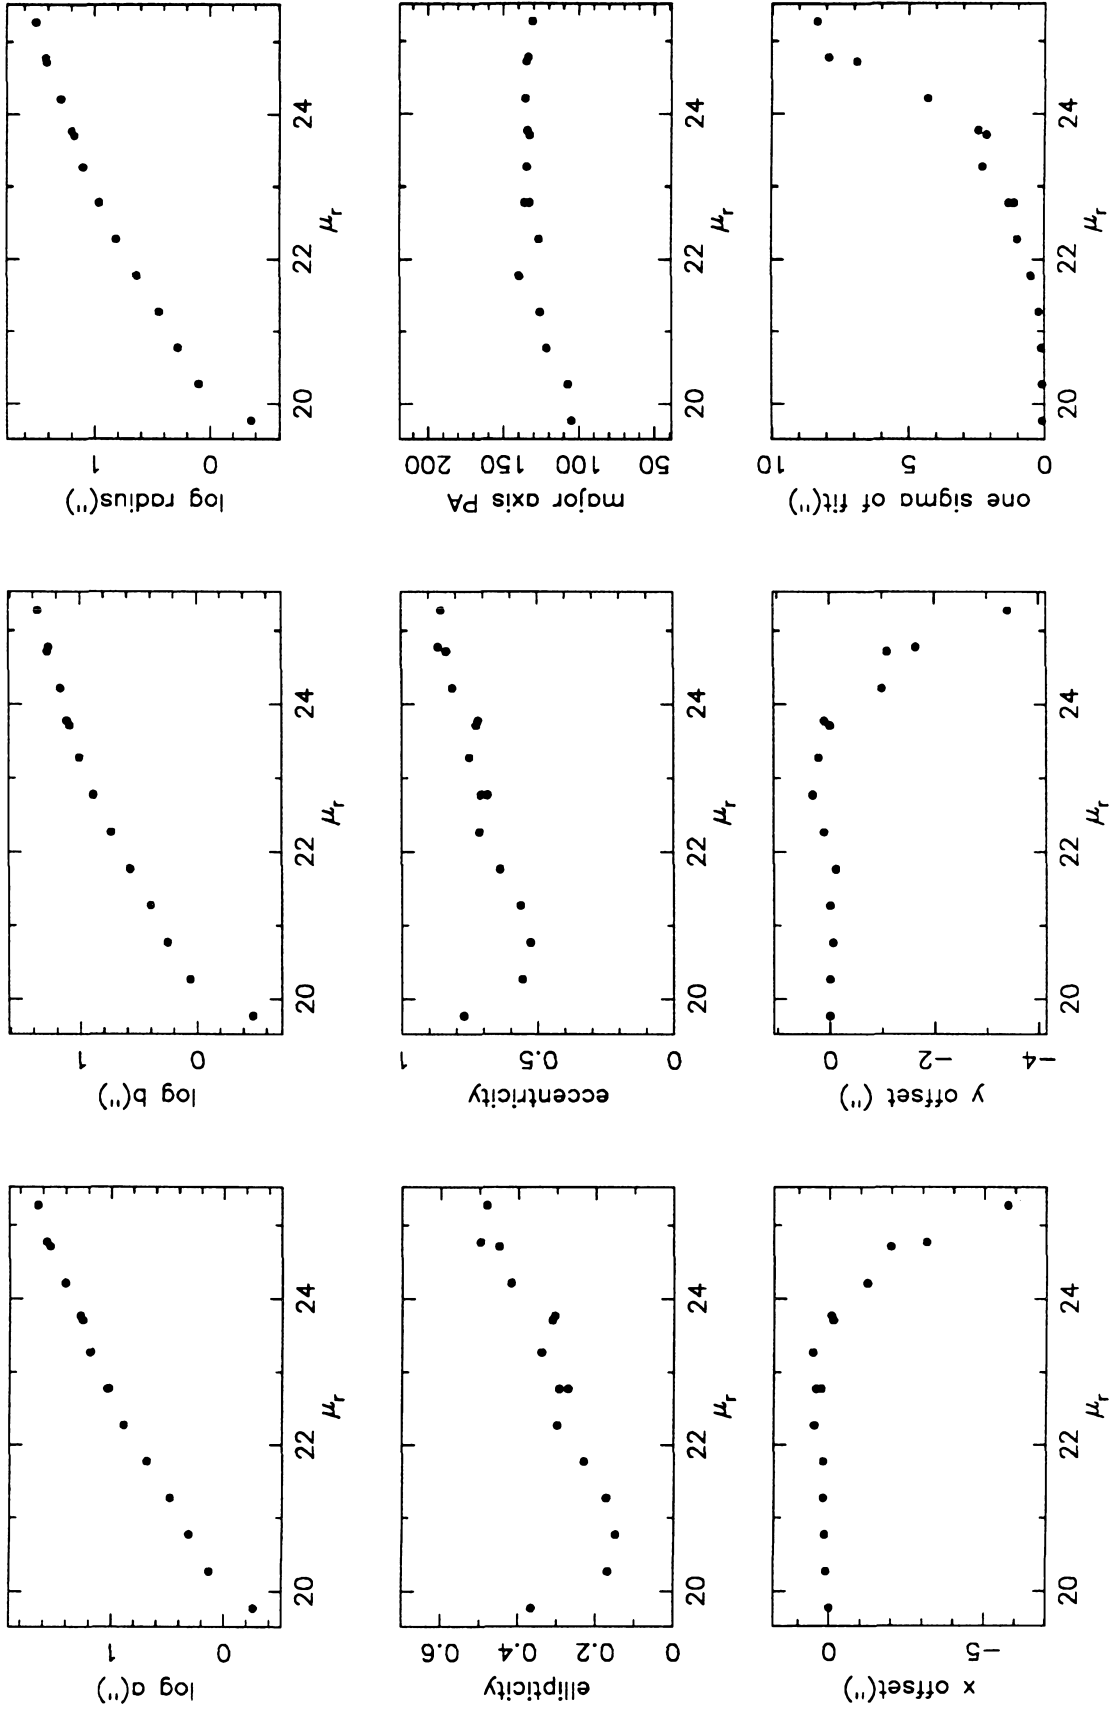 log radius(")
1
0
20
22
24
μr
major axis PA
200
150
100
50
20
22
24
μr
one sigma of fit(")
10
5
0
20
22
24
μr
log b(")
1
0
20
22
24
μr
eccentricity
1
0.5
0
20
22
24
μr
y offset (")
0
−2
−4
20
22
24
μr
log a(")
1
0
20
22
24
μr
ellipticity
0.6
0.4
0.2
0
20
22
24
μr
x offset(")
0
−5
20
22
24
μr